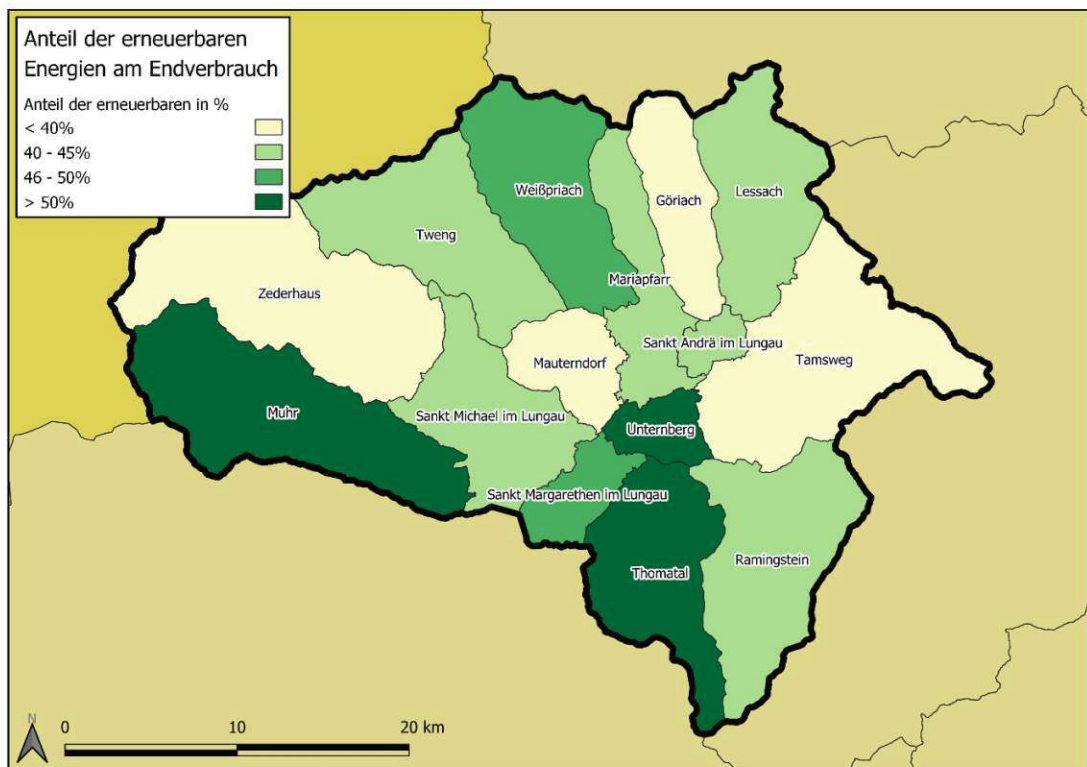 Anteil der erneuerbaren
Energien am Endverbrauch
Anteil der erneuerbaren in %
< 40%
40 - 45%
46 - 50%
> 50%
Weißpriach
Göriach
Lessach
Tweng
Mariapfarr
Zederhaus
Sankt Andrä im Lungau
Mauterndorf
Tamsweg
Muhr
Sankt Michael im Lungau
Unternberg
Sankt Margarethen im Lungau
Thomatal
Ramingstein
N
0 10 20 km